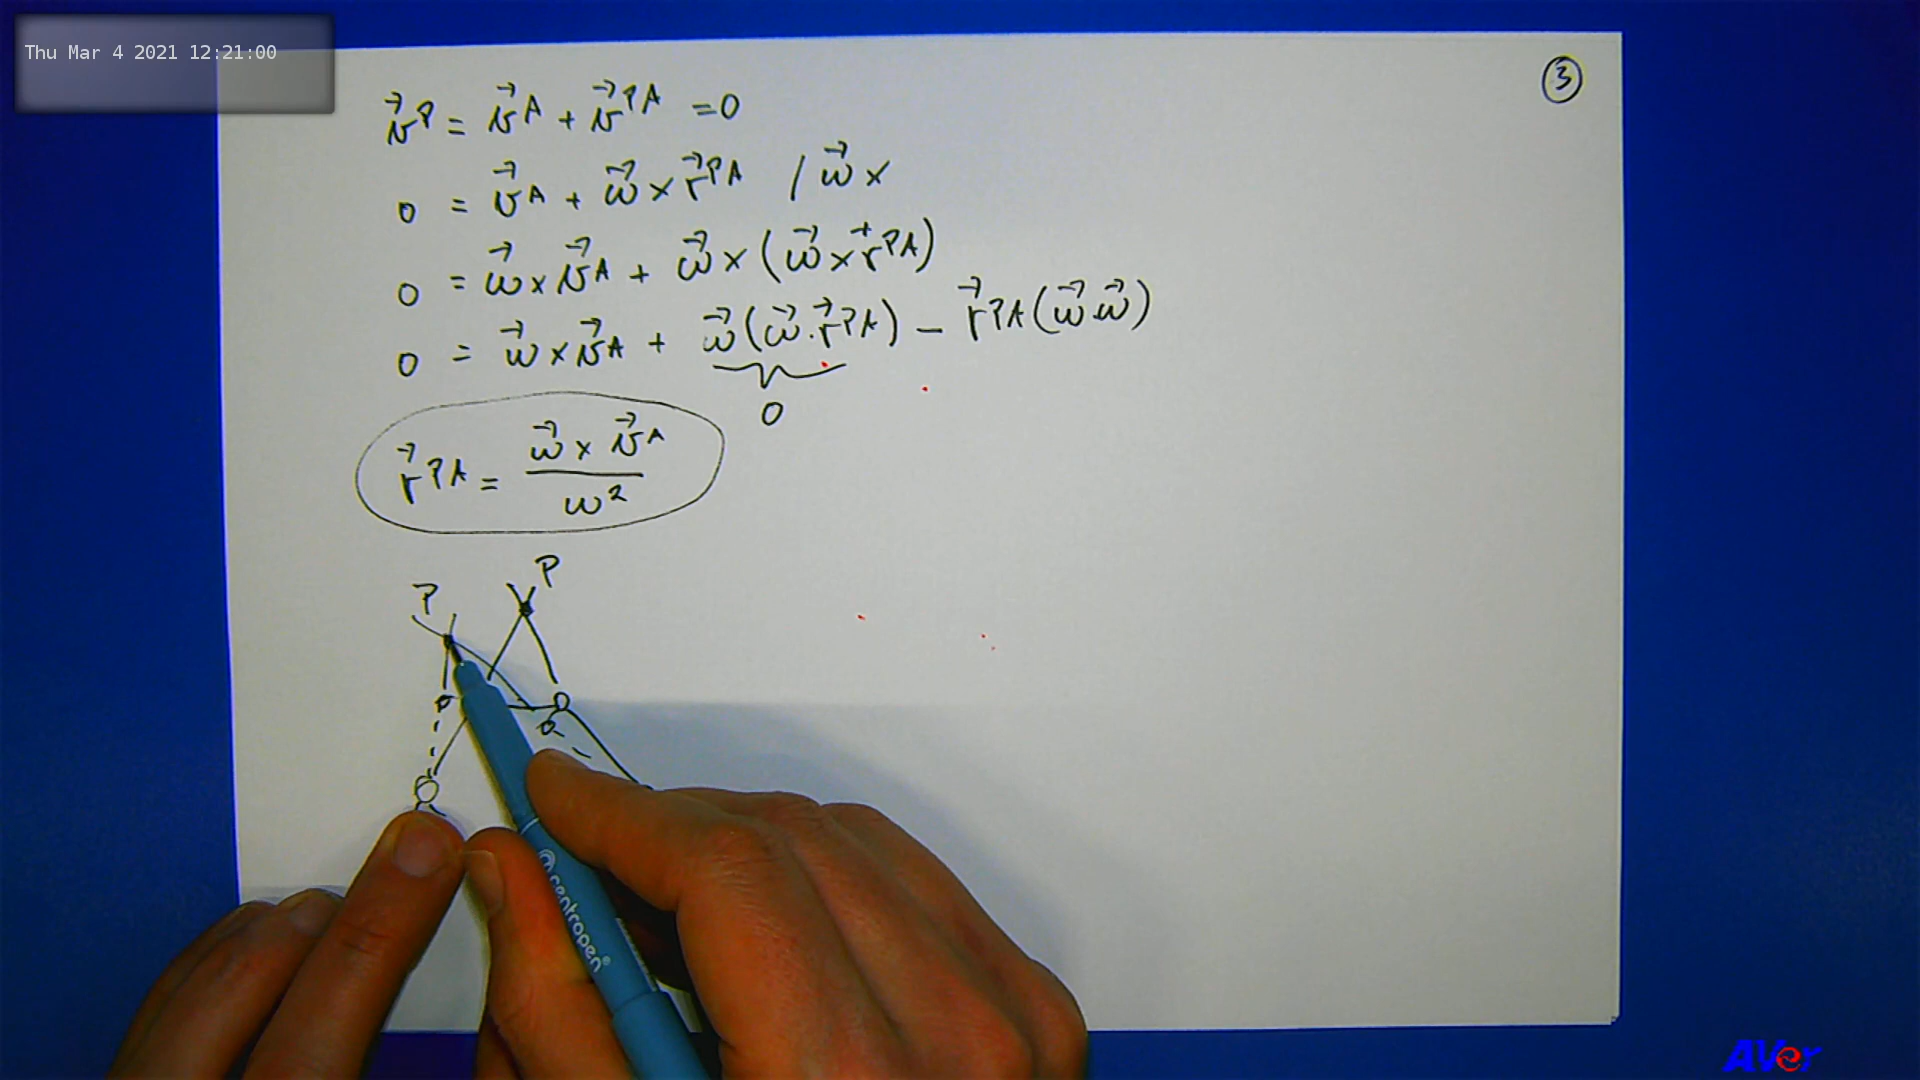 Thu Mar 4 2021 12:21:00
③
v⃗ᴾ = v⃗ᴬ + v⃗ᴾᴬ = 0
0 = v⃗ᴬ + ω⃗ × r⃗ᴾᴬ / ω⃗ ×
0 = ω⃗ × v⃗ᴬ + ω⃗ × (ω⃗ × r⃗ᴾᴬ)
0 = ω⃗ × v⃗ᴬ + ω⃗(ω⃗ . r⃗ᴾᴬ) − r⃗ᴾᴬ(ω⃗ . ω⃗)
0
r⃗ᴾᴬ = (ω⃗ × v⃗ᴬ) / ω²
P
P
centropen®
AVer